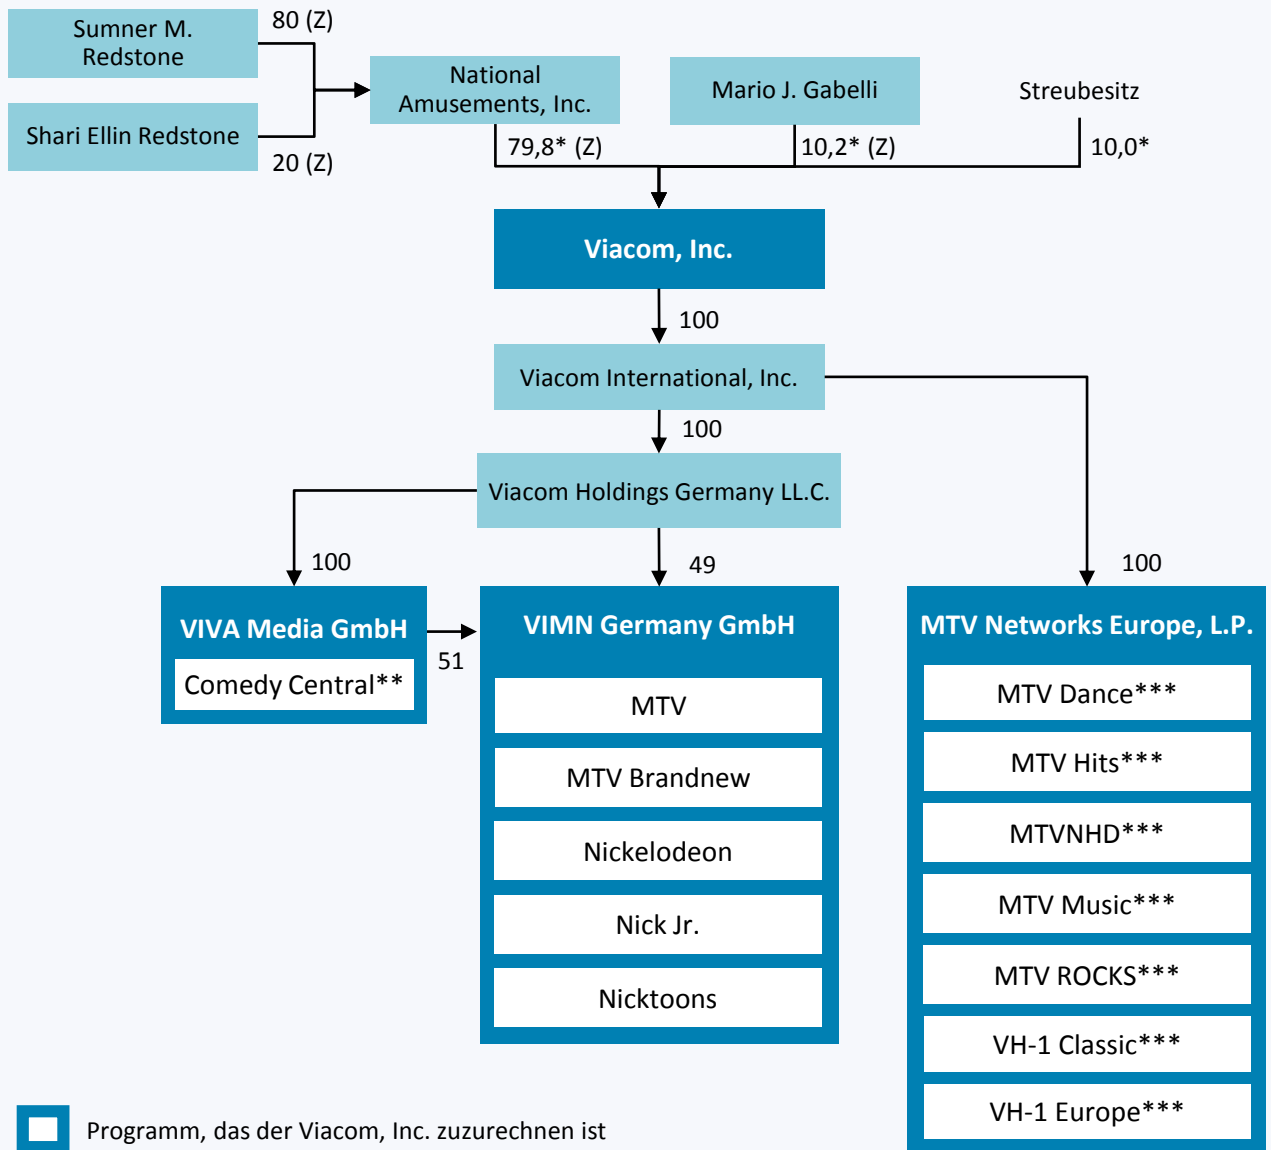 Sumner M.
Redstone
80 (Z)
Shari Ellin Redstone
20 (Z)
National
Amusements, Inc.
Mario J. Gabelli
Streubesitz
79,8* (Z)
10,2* (Z)
10,0*
Viacom, Inc.
100
Viacom International, Inc.
100
Viacom Holdings Germany LL.C.
100
49
100
VIVA Media GmbH
Comedy Central**
51
VIMN Germany GmbH
MTV
MTV Brandnew
Nickelodeon
Nick Jr.
Nicktoons
MTV Networks Europe, L.P.
MTV Dance***
MTV Hits***
MTVNHD***
MTV Music***
MTV ROCKS***
VH-1 Classic***
VH-1 Europe***
Programm, das der Viacom, Inc. zuzurechnen ist